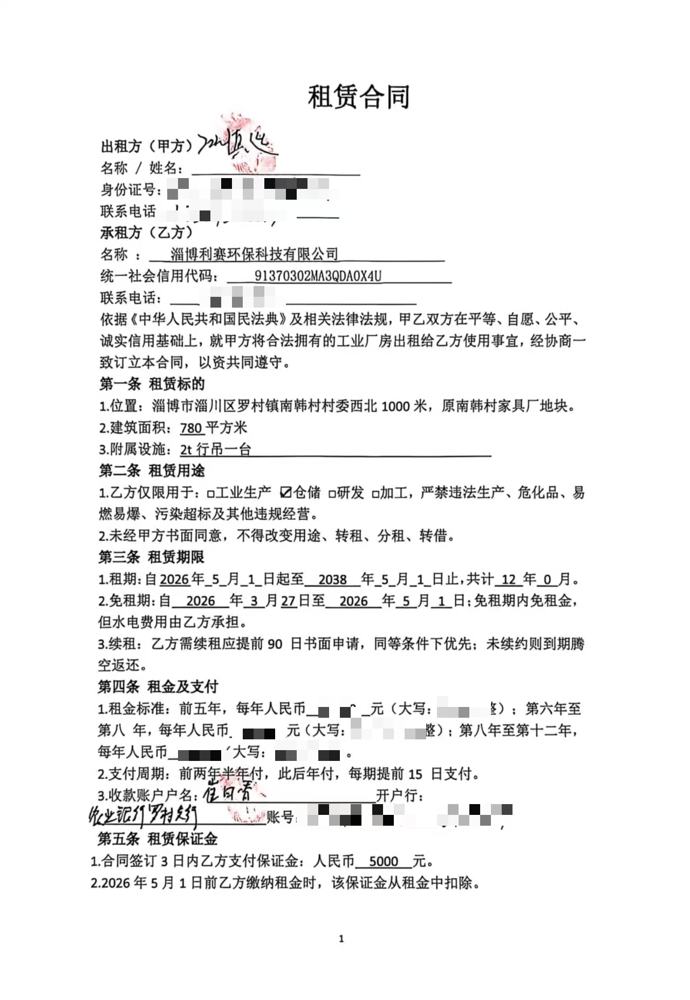 租赁合同
出租方（甲方）
名称 / 姓名：
身份证号：
联系电话
承租方（乙方）
名称 ： 淄博利赛环保科技有限公司
统一社会信用代码： 91370302MA3QDA0X4U
联系电话：
依据《中华人民共和国民法典》及相关法律法规，甲乙双方在平等、自愿、公平、
诚实信用基础上，就甲方将合法拥有的工业厂房出租给乙方使用事宜，经协商一
致订立本合同，以资共同遵守。
第一条 租赁标的
1.位置：淄博市淄川区罗村镇南韩村村委西北 1000 米，原南韩村家具厂地块。
2.建筑面积：780 平方米
3.附属设施：2t 行吊一台
第二条 租赁用途
1.乙方仅限用于：□工业生产 ☑仓储 □研发 □加工，严禁违法生产、危化品、易
燃易爆、污染超标及其他违规经营。
2.未经甲方书面同意，不得改变用途、转租、分租、转借。
第三条 租赁期限
1.租期：自 2026 年_5_月_1_日起至 2038 年_5_月_1_日止，共计 12 年 0 月。
2.免租期：自 2026 年 3 月 27 日至 2026 年 5 月 1 日；免租期内免租金，
但水电费用由乙方承担。
3.续租：乙方需续租应提前 90 日书面申请，同等条件下优先；未续约则到期腾
空返还。
第四条 租金及支付
1.租金标准：前五年，每年人民币 元（大写： 整）；第六年至
第八 年，每年人民币 元（大写： 整）；第八年至第十二年，
每年人民币 （大写： 。
2.支付周期：前两年半年付，此后年付，每期提前 15 日支付。
3.收款账户户名： 开户行：
农业银行罗村支行 账号：
第五条 租赁保证金
1.合同签订 3 日内乙方支付保证金：人民币 5000 元。
2.2026 年 5 月 1 日前乙方缴纳租金时，该保证金从租金中扣除。
1